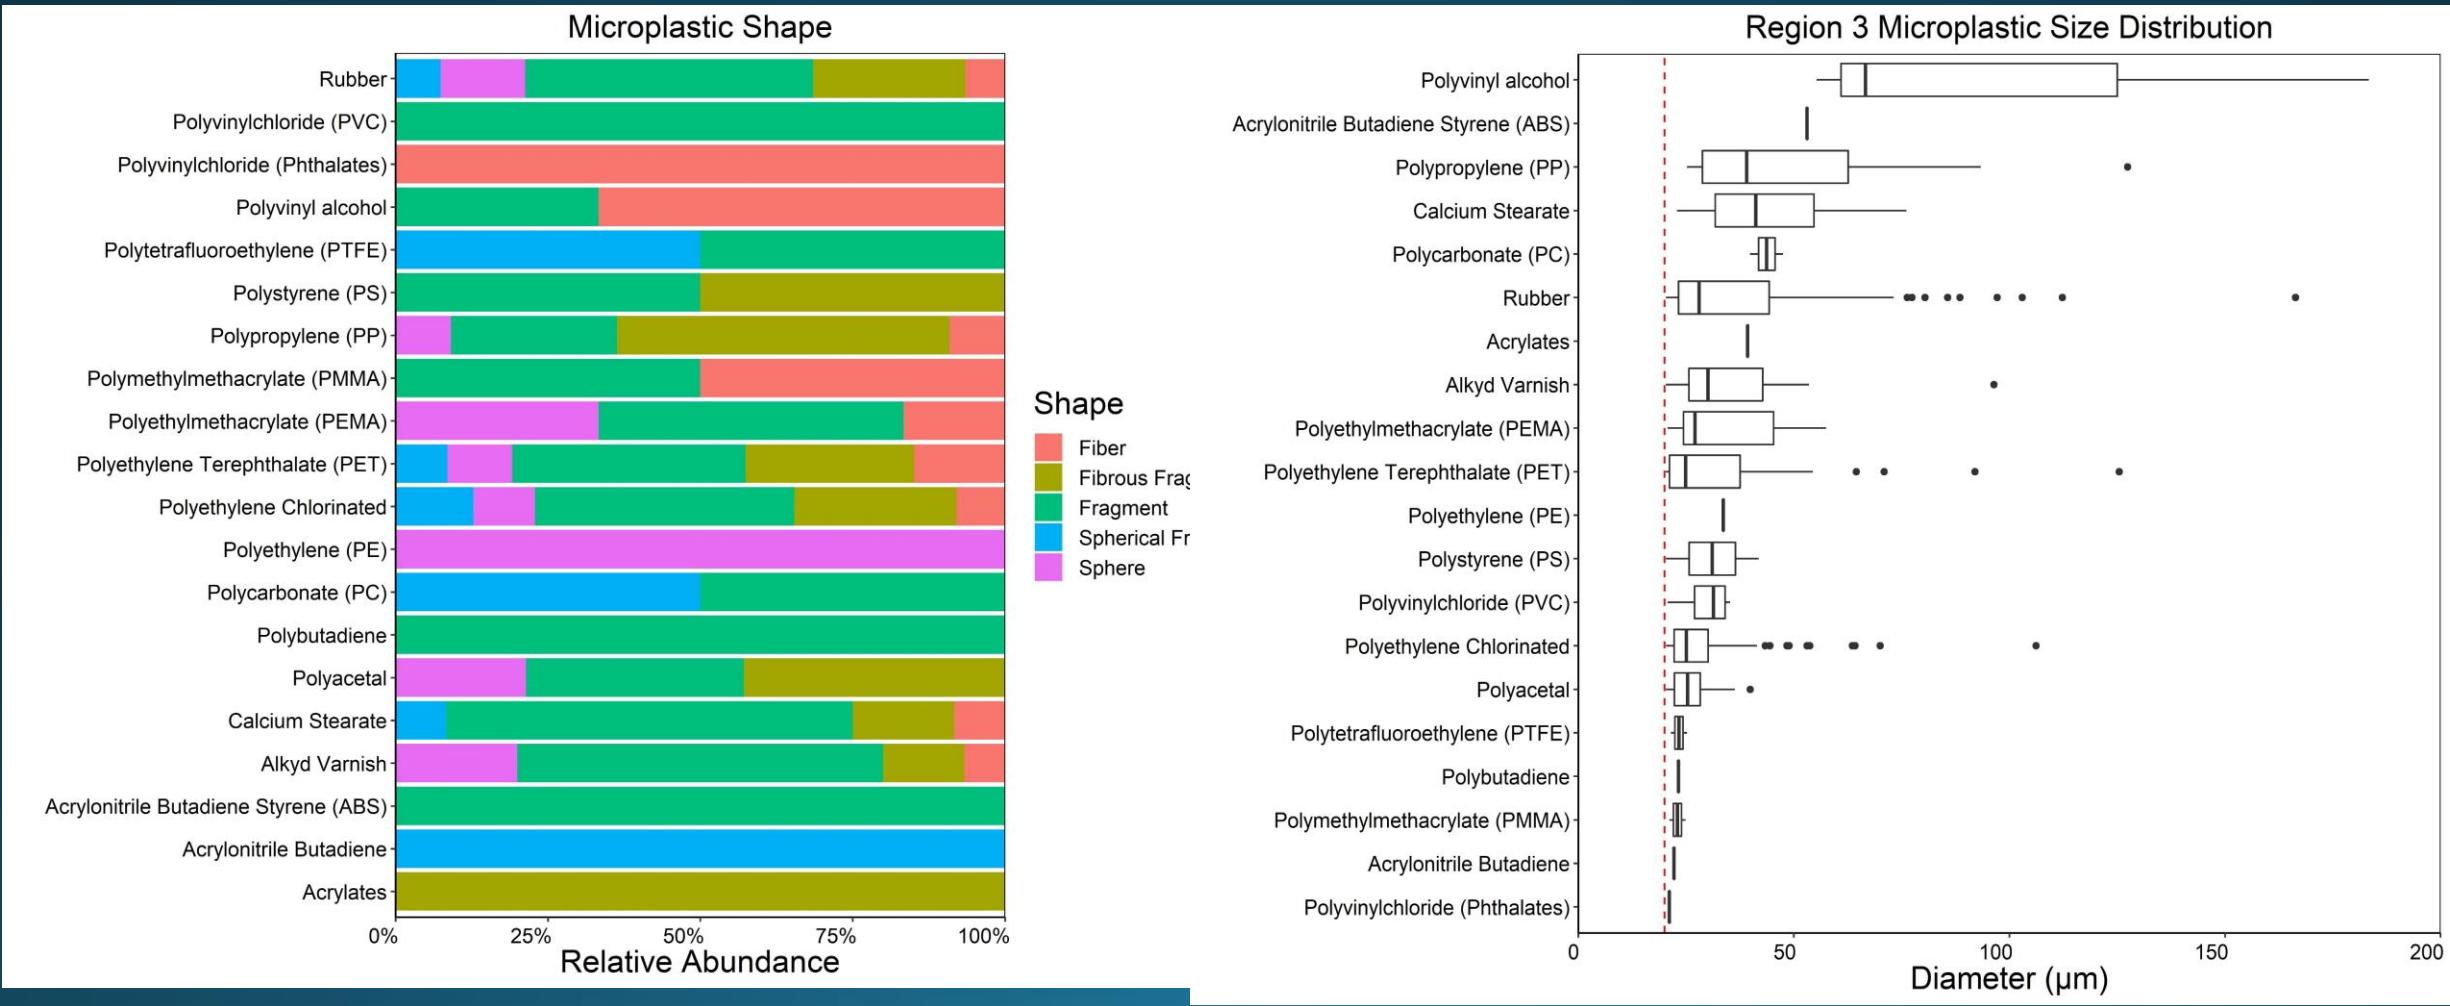 Microplastic Shape
Rubber
Polyvinylchloride (PVC)
Polyvinylchloride (Phthalates)
Polyvinyl alcohol
Polytetrafluoroethylene (PTFE)
Polystyrene (PS)
Polypropylene (PP)
Polymethylmethacrylate (PMMA)
Polyethylmethacrylate (PEMA)
Polyethylene Terephthalate (PET)
Polyethylene Chlorinated
Polyethylene (PE)
Polycarbonate (PC)
Polybutadiene
Polyacetal
Calcium Stearate
Alkyd Varnish
Acrylonitrile Butadiene Styrene (ABS)
Acrylonitrile Butadiene
Acrylates
0% 25% 50% 75% 100%
Relative Abundance
Shape
Fiber
Fibrous Frag
Fragment
Spherical Fr
Sphere
Region 3 Microplastic Size Distribution
Polyvinyl alcohol
Acrylonitrile Butadiene Styrene (ABS)
Polypropylene (PP)
Calcium Stearate
Polycarbonate (PC)
Rubber
Acrylates
Alkyd Varnish
Polyethylmethacrylate (PEMA)
Polyethylene Terephthalate (PET)
Polyethylene (PE)
Polystyrene (PS)
Polyvinylchloride (PVC)
Polyethylene Chlorinated
Polyacetal
Polytetrafluoroethylene (PTFE)
Polybutadiene
Polymethylmethacrylate (PMMA)
Acrylonitrile Butadiene
Polyvinylchloride (Phthalates)
0 50 100 150 200
Diameter (µm)